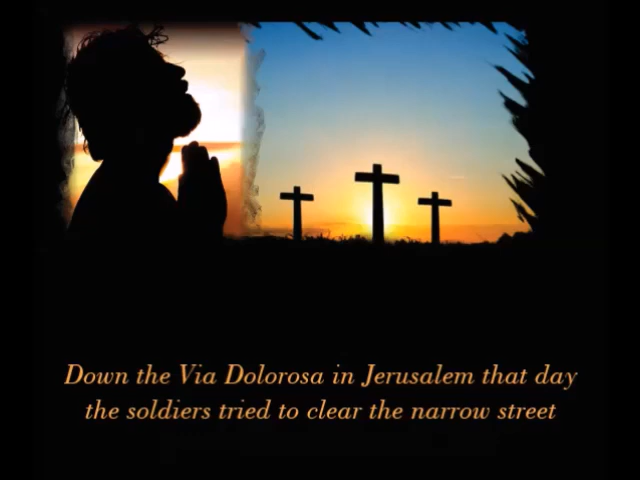 Down the Via Dolorosa in Jerusalem that day
the soldiers tried to clear the narrow street